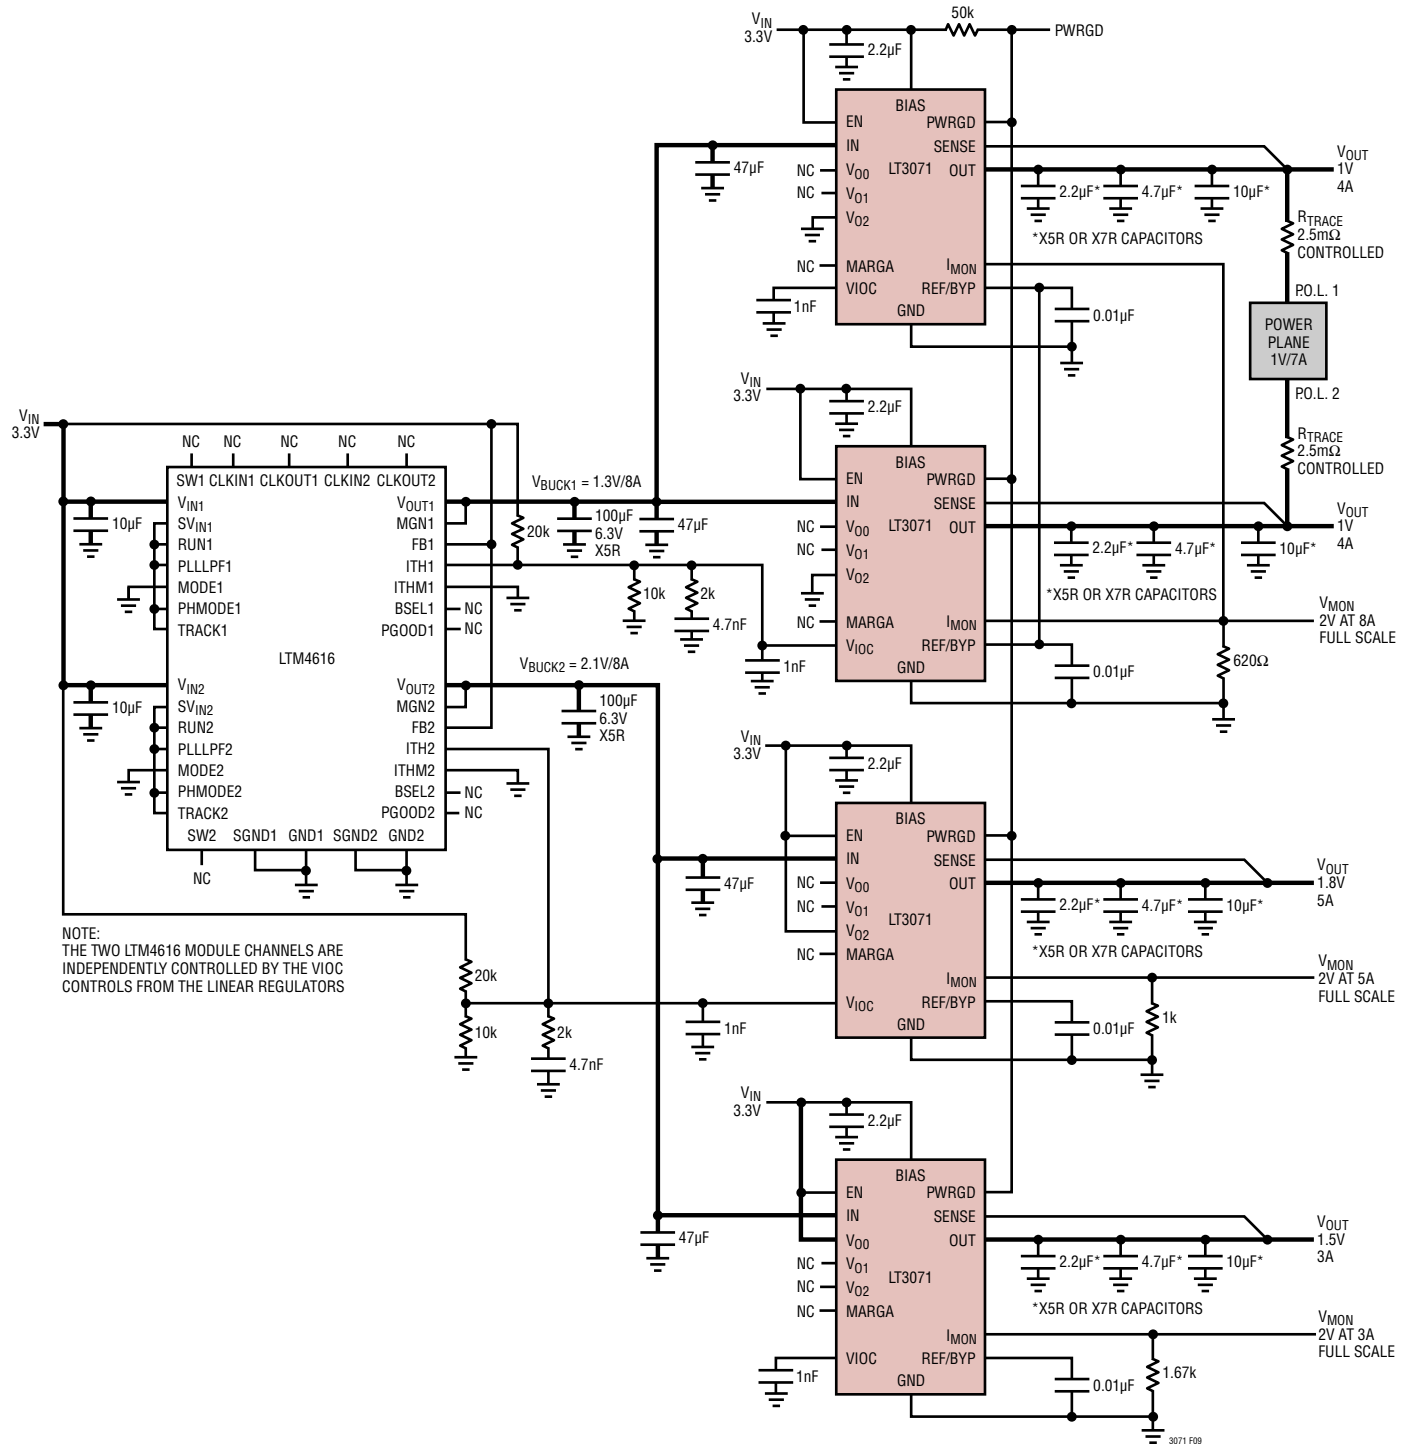 VIN
3.3V
50k
PWRGD
2.2µF
BIAS
EN
PWRGD
IN
SENSE
47µF
NC
VO0
LT3071
OUT
NC
VO1
VO2
2.2µF*
4.7µF*
10µF*
VOUT
1V
4A
*X5R OR X7R CAPACITORS
RTRACE
2.5mΩ
CONTROLLED
NC
MARGA
IMON
VIOC
REF/BYP
1nF
GND
0.01µF
P.O.L. 1
POWER
PLANE
1V/7A
P.O.L. 2
VIN
3.3V
2.2µF
BIAS
EN
PWRGD
IN
SENSE
NC
VO0
LT3071
OUT
NC
VO1
VO2
2.2µF*
4.7µF*
10µF*
RTRACE
2.5mΩ
CONTROLLED
VOUT
1V
4A
*X5R OR X7R CAPACITORS
NC
MARGA
IMON
VIOC
REF/BYP
1nF
GND
0.01µF
620Ω
VMON
2V AT 8A
FULL SCALE
VIN
3.3V
NC
NC
NC
NC
NC
SW1
CLKIN1
CLKOUT1
CLKIN2
CLKOUT2
VIN1
SVIN1
RUN1
PLLLPF1
MODE1
PHMODE1
TRACK1
10µF
VOUT1
MGN1
FB1
ITH1
ITHM1
BSEL1
NC
PGOOD1
NC
LTM4616
VBUCK1 = 1.3V/8A
100µF
6.3V
X5R
47µF
20k
10k
2k
4.7nF
VIN2
SVIN2
RUN2
PLLLPF2
MODE2
PHMODE2
TRACK2
10µF
VOUT2
MGN2
FB2
ITH2
ITHM2
BSEL2
NC
PGOOD2
NC
VBUCK2 = 2.1V/8A
100µF
6.3V
X5R
SW2
SGND1
GND1
SGND2
GND2
NC
NOTE:
THE TWO LTM4616 MODULE CHANNELS ARE
INDEPENDENTLY CONTROLLED BY THE VIOC
CONTROLS FROM THE LINEAR REGULATORS
20k
10k
2k
4.7nF
VIN
3.3V
2.2µF
BIAS
EN
PWRGD
IN
SENSE
47µF
NC
VO0
LT3071
OUT
NC
VO1
VO2
2.2µF*
4.7µF*
10µF*
VOUT
1.8V
5A
*X5R OR X7R CAPACITORS
NC
MARGA
IMON
VIOC
REF/BYP
1nF
GND
0.01µF
1k
VMON
2V AT 5A
FULL SCALE
VIN
3.3V
2.2µF
BIAS
EN
PWRGD
IN
SENSE
47µF
VO0
LT3071
OUT
NC
VO1
NC
VO2
2.2µF*
4.7µF*
10µF*
VOUT
1.5V
3A
*X5R OR X7R CAPACITORS
NC
MARGA
IMON
VIOC
REF/BYP
1nF
GND
0.01µF
1.67k
VMON
2V AT 3A
FULL SCALE
3071 F09